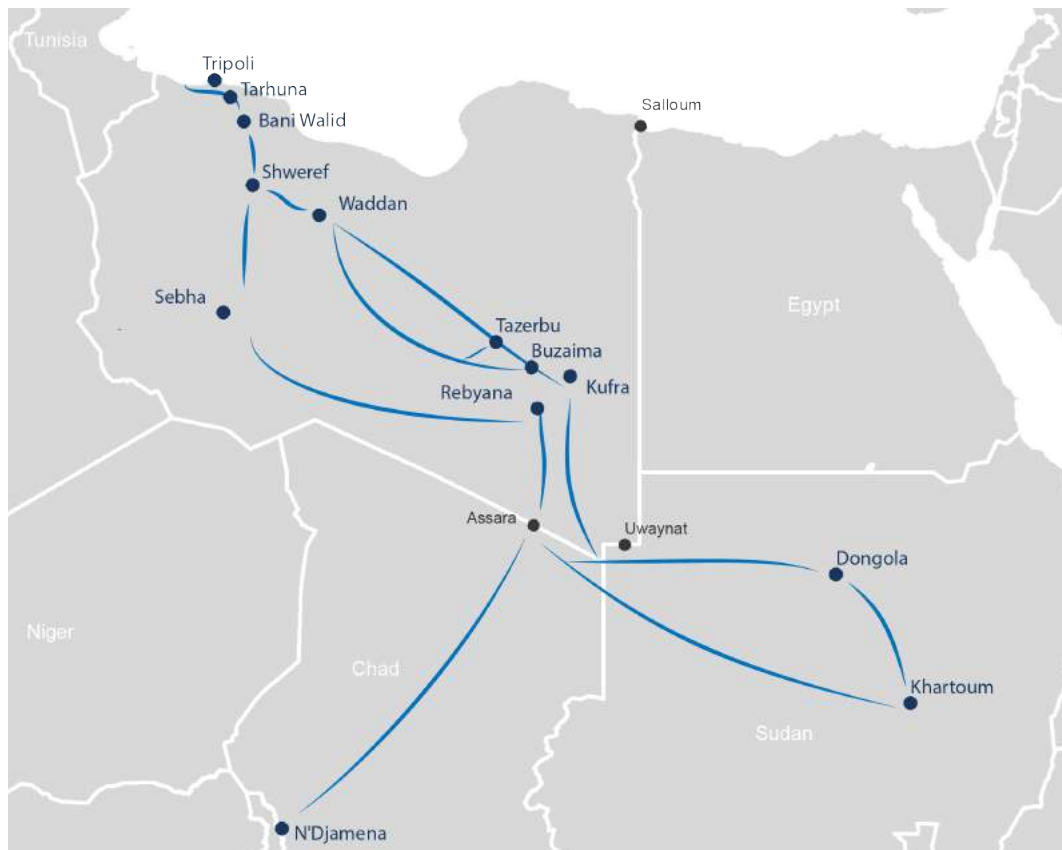 Tunisia
Tripoli
Tarhuna
Salloum
Bani Walid
Shweref
Waddan
Sebha
Egypt
Tazerbu
Buzaima
Rebyana
Kufra
Assara
Uwaynat
Dongola
Niger
Chad
Khartoum
Sudan
N'Djamena